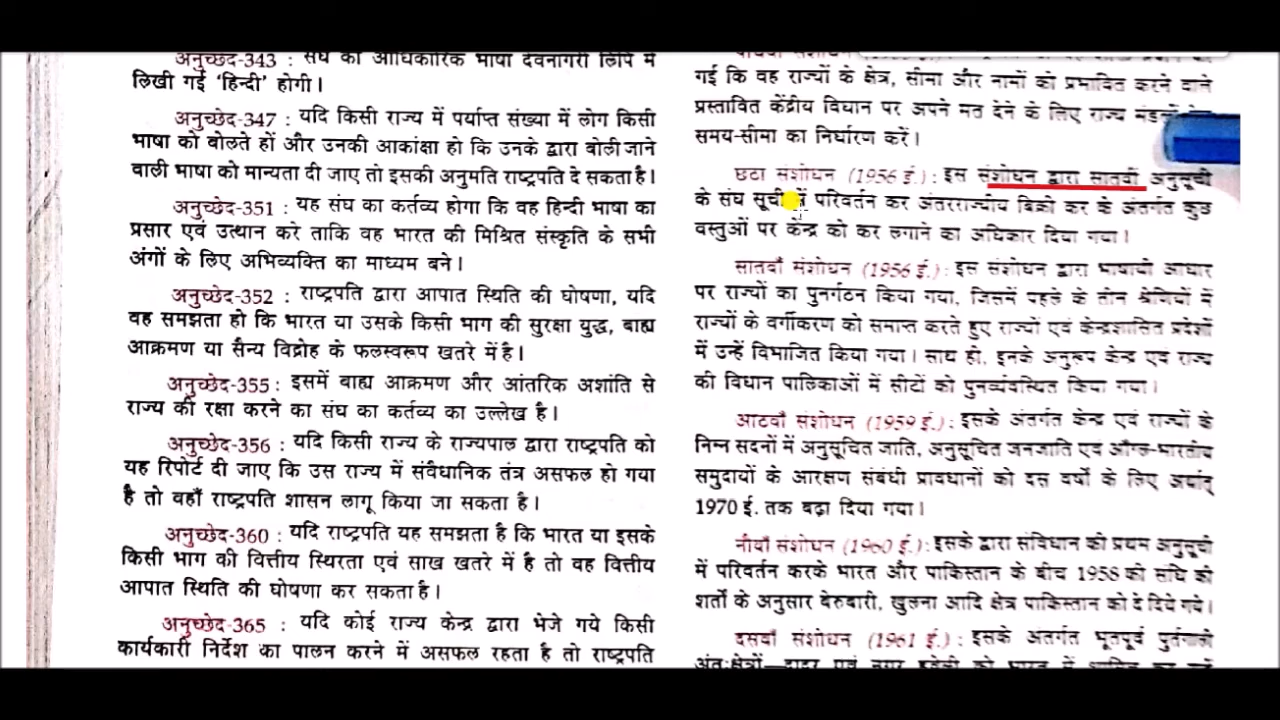 अनुच्छेद-343 : संघ की आधिकारिक भाषा देवनागरी लिपि में
लिखी गई ‘हिन्दी’ होगी।
अनुच्छेद-347 : यदि किसी राज्य में पर्याप्त संख्या में लोग किसी
भाषा को बोलते हों और उनकी आकांक्षा हो कि उनके द्वारा बोली जाने
वाली भाषा को मान्यता दी जाए तो इसकी अनुमति राष्ट्रपति दे सकता है।
अनुच्छेद-351 : यह संघ का कर्तव्य होगा कि वह हिन्दी भाषा का
प्रसार एवं उत्थान करे ताकि वह भारत की मिश्रित संस्कृति के सभी
अंगों के लिए अभिव्यक्ति का माध्यम बने।
अनुच्छेद-352 : राष्ट्रपति द्वारा आपात स्थिति की घोषणा, यदि
वह समझता हो कि भारत या उसके किसी भाग की सुरक्षा युद्ध, बाह्य
आक्रमण या सैन्य विद्रोह के फलस्वरूप खतरे में है।
अनुच्छेद-355 : इसमें बाह्य आक्रमण और आंतरिक अशांति से
राज्य की रक्षा करने का संघ का कर्तव्य का उल्लेख है।
अनुच्छेद-356 : यदि किसी राज्य के राज्यपाल द्वारा राष्ट्रपति को
यह रिपोर्ट दी जाए कि उस राज्य में संवैधानिक तंत्र असफल हो गया
है तो वहाँ राष्ट्रपति शासन लागू किया जा सकता है।
अनुच्छेद-360 : यदि राष्ट्रपति यह समझता है कि भारत या इसके
किसी भाग की वित्तीय स्थिरता एवं साख खतरे में है तो वह वित्तीय
आपात स्थिति की घोषणा कर सकता है।
अनुच्छेद-365 : यदि कोई राज्य केन्द्र द्वारा भेजे गये किसी
कार्यकारी निर्देश का पालन करने में असफल रहता है तो राष्ट्रपति
गई कि वह राज्यों के क्षेत्र, सीमा और नामों को प्रभावित करने वाले
प्रस्तावित केंद्रीय विधान पर अपने मत देने के लिए राज्य मंडलों
समय-सीमा का निर्धारण करें।
छठा संशोधन (1956 ई.) : इस संशोधन द्वारा सातवीं अनुसूची
के संघ सूची में परिवर्तन कर अंतरराज्यीय बिक्री कर के अंतर्गत कुछ
वस्तुओं पर केंन्द्र को कर लगाने का अधिकार दिया गया।
सातवाँ संशोधन (1956 ई.) : इस संशोधन द्वारा भाषायी आधार
पर राज्यों का पुनर्गठन किया गया, जिसमें पहले के तीन श्रेणियों में
राज्यों के वर्गीकरण को समाप्त करते हुए राज्यों एवं केन्द्रशासित प्रदेशों
में उन्हें विभाजित किया गया। साथ ही, इनके अनुरूप केन्द्र एवं राज्य
की विधान पालिकाओं में सीटों को पुनर्व्यवस्थित किया गया।
आठवाँ संशोधन (1959 ई.) : इसके अंतर्गत केन्द्र एवं राज्यों के
निम्न सदनों में अनुसूचित जाति, अनुसूचित जनजाति एवं आँग्ल-भारतीय
समुदायों के आरक्षण संबंधी प्रावधानों को दस वर्षों के लिए अर्थात्
1970 ई. तक बढ़ा दिया गया।
नौवाँ संशोधन (1960 ई.) : इसके द्वारा संविधान की प्रथम अनुसूची
में परिवर्तन करके भारत और पाकिस्तान के बीच 1958 की संधि की
शर्तों के अनुसार बेरुबारी, खुलना आदि क्षेत्र पाकिस्तान को दे दिये गये।
दसवाँ संशोधन (1961 ई.) : इसके अंतर्गत भूतपूर्व पुर्तगाली
अंतःक्षेत्रों—दादर एवं नगर हवेली को भारत में शामिल कर